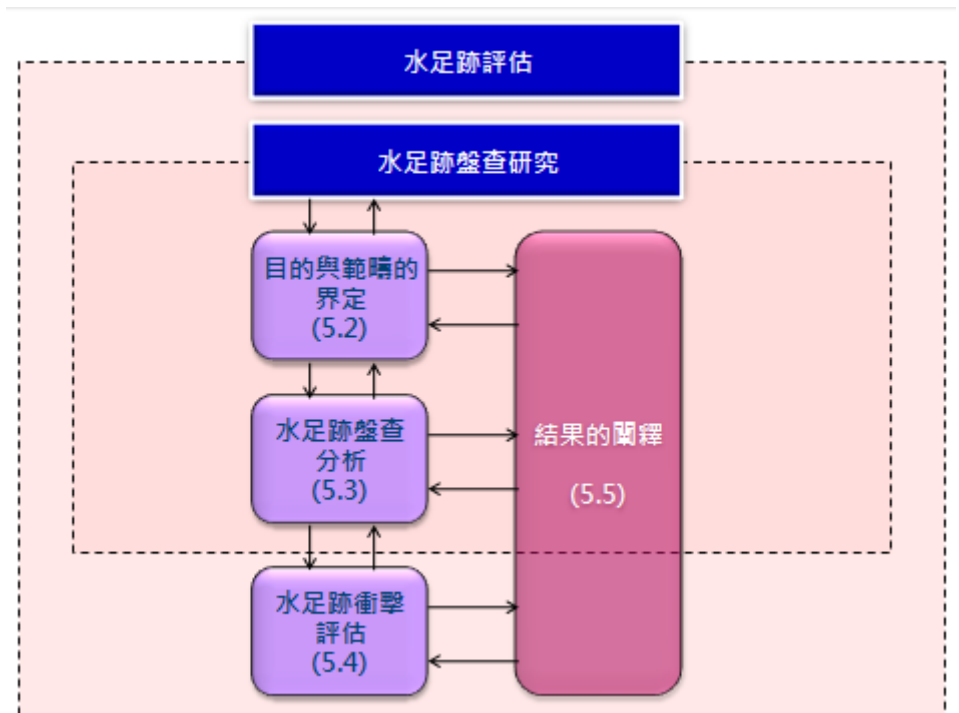 水足跡評估
水足跡盤查研究
目的與範疇的
界定
(5.2)
水足跡盤查
分析
(5.3)
水足跡衝擊
評估
(5.4)
結果的闡釋
(5.5)